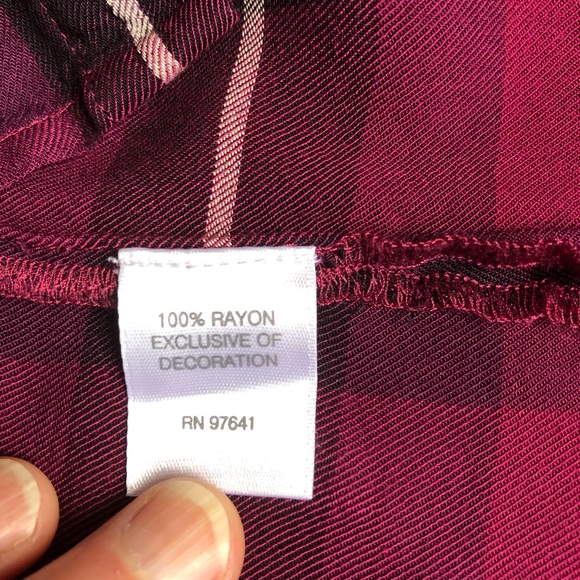 100% RAYON
EXCLUSIVE OF
DECORATION
RN 97641